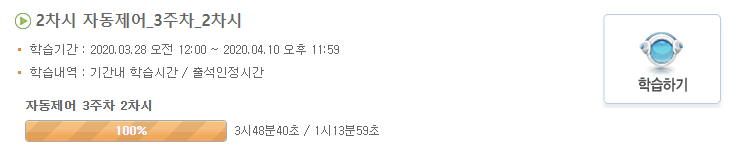 2차시 자동제어_3주차_2차시
학습기간 : 2020.03.28 오전 12:00 ~ 2020.04.10 오후 11:59
학습내역 : 기간내 학습시간 / 출석인정시간
학습하기
자동제어 3주차 2차시
100% 3시48분40초 / 1시13분59초